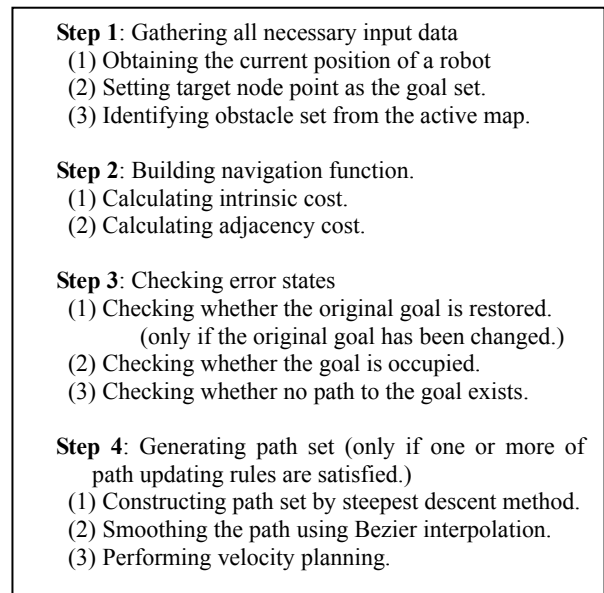 Step 1: Gathering all necessary input data
(1) Obtaining the current position of a robot
(2) Setting target node point as the goal set.
(3) Identifying obstacle set from the active map.
Step 2: Building navigation function.
(1) Calculating intrinsic cost.
(2) Calculating adjacency cost.
Step 3: Checking error states
(1) Checking whether the original goal is restored.
(only if the original goal has been changed.)
(2) Checking whether the goal is occupied.
(3) Checking whether no path to the goal exists.
Step 4: Generating path set (only if one or more of
path updating rules are satisfied.)
(1) Constructing path set by steepest descent method.
(2) Smoothing the path using Bezier interpolation.
(3) Performing velocity planning.